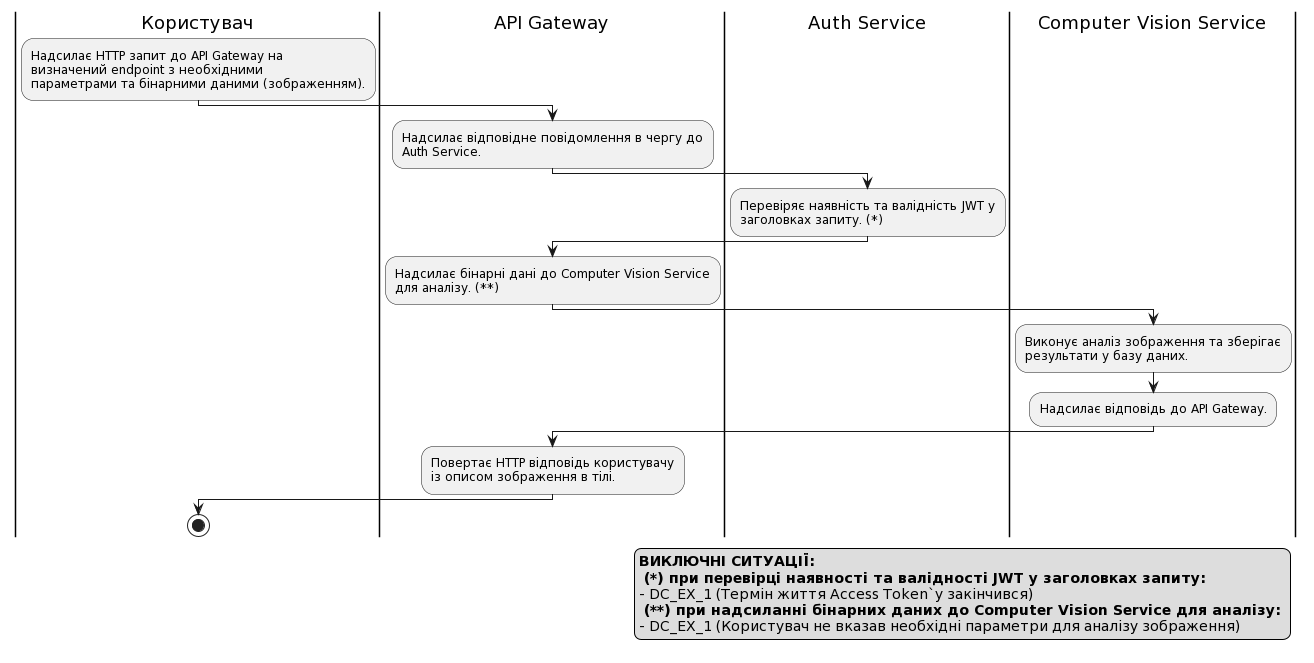 Користувач
API Gateway
Auth Service
Computer Vision Service
Надсилає HTTP запит до API Gateway на
визначений endpoint з необхідними
параметрами та бінарними даними (зображенням).
Надсилає відповідне повідомлення в чергу до
Auth Service.
Перевіряє наявність та валідність JWT у
заголовках запиту. (*)
Надсилає бінарні дані до Computer Vision Service
для аналізу. (**)
Виконує аналіз зображення та зберігає
результати у базу даних.
Надсилає відповідь до API Gateway.
Повертає HTTP відповідь користувачу
із описом зображення в тілі.
ВИКЛЮЧНІ СИТУАЦІЇ:
(*) при перевірці наявності та валідності JWT у заголовках запиту:
- DC_EX_1 (Термін життя Access Token`у закінчився)
(**) при надсиланні бінарних даних до Computer Vision Service для аналізу:
- DC_EX_1 (Користувач не вказав необхідні параметри для аналізу зображення)